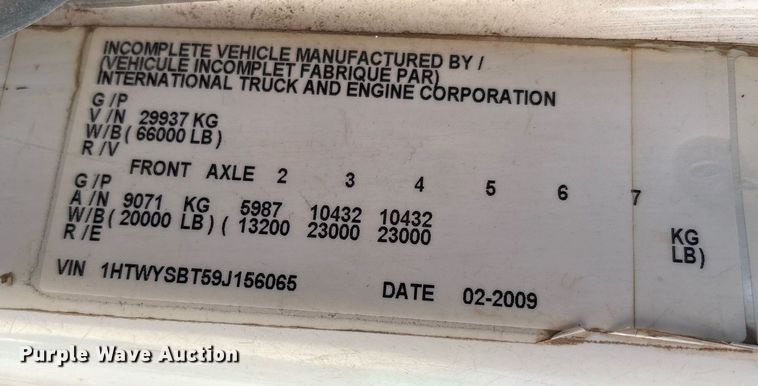 INCOMPLETE VEHICLE MANUFACTURED BY /
(VEHICULE INCOMPLET FABRIQUE PAR)
INTERNATIONAL TRUCK AND ENGINE CORPORATION
G /P
V /N 29937 KG
W/B ( 66000 LB )
R /V
FRONT AXLE 2 3 4 5 6 7
G /P
A /N 9071 KG 5987 10432 10432 KG
W/B ( 20000 LB ) ( 13200 23000 23000 LB )
R /E
VIN 1HTWYSBT59J156065 DATE 02-2009
Purple Wave Auction